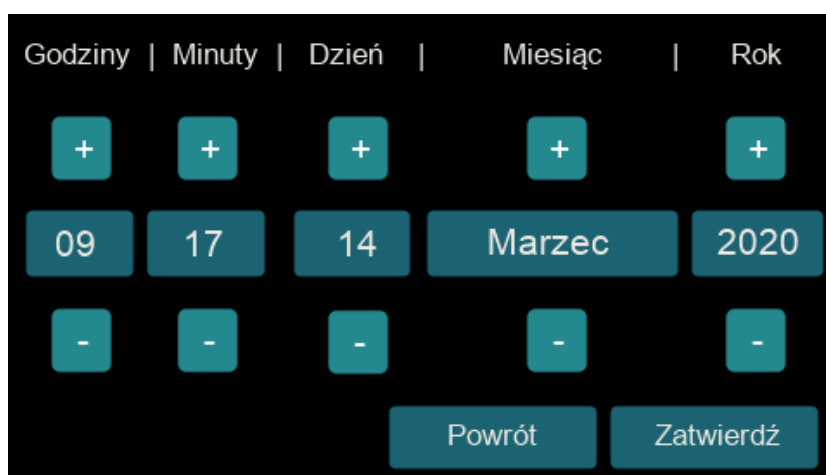 Godziny | Minuty | Dzień | Miesiąc | Rok
+ + + + +
09 17 14 Marzec 2020
- - - - -
Powrót Zatwierdź